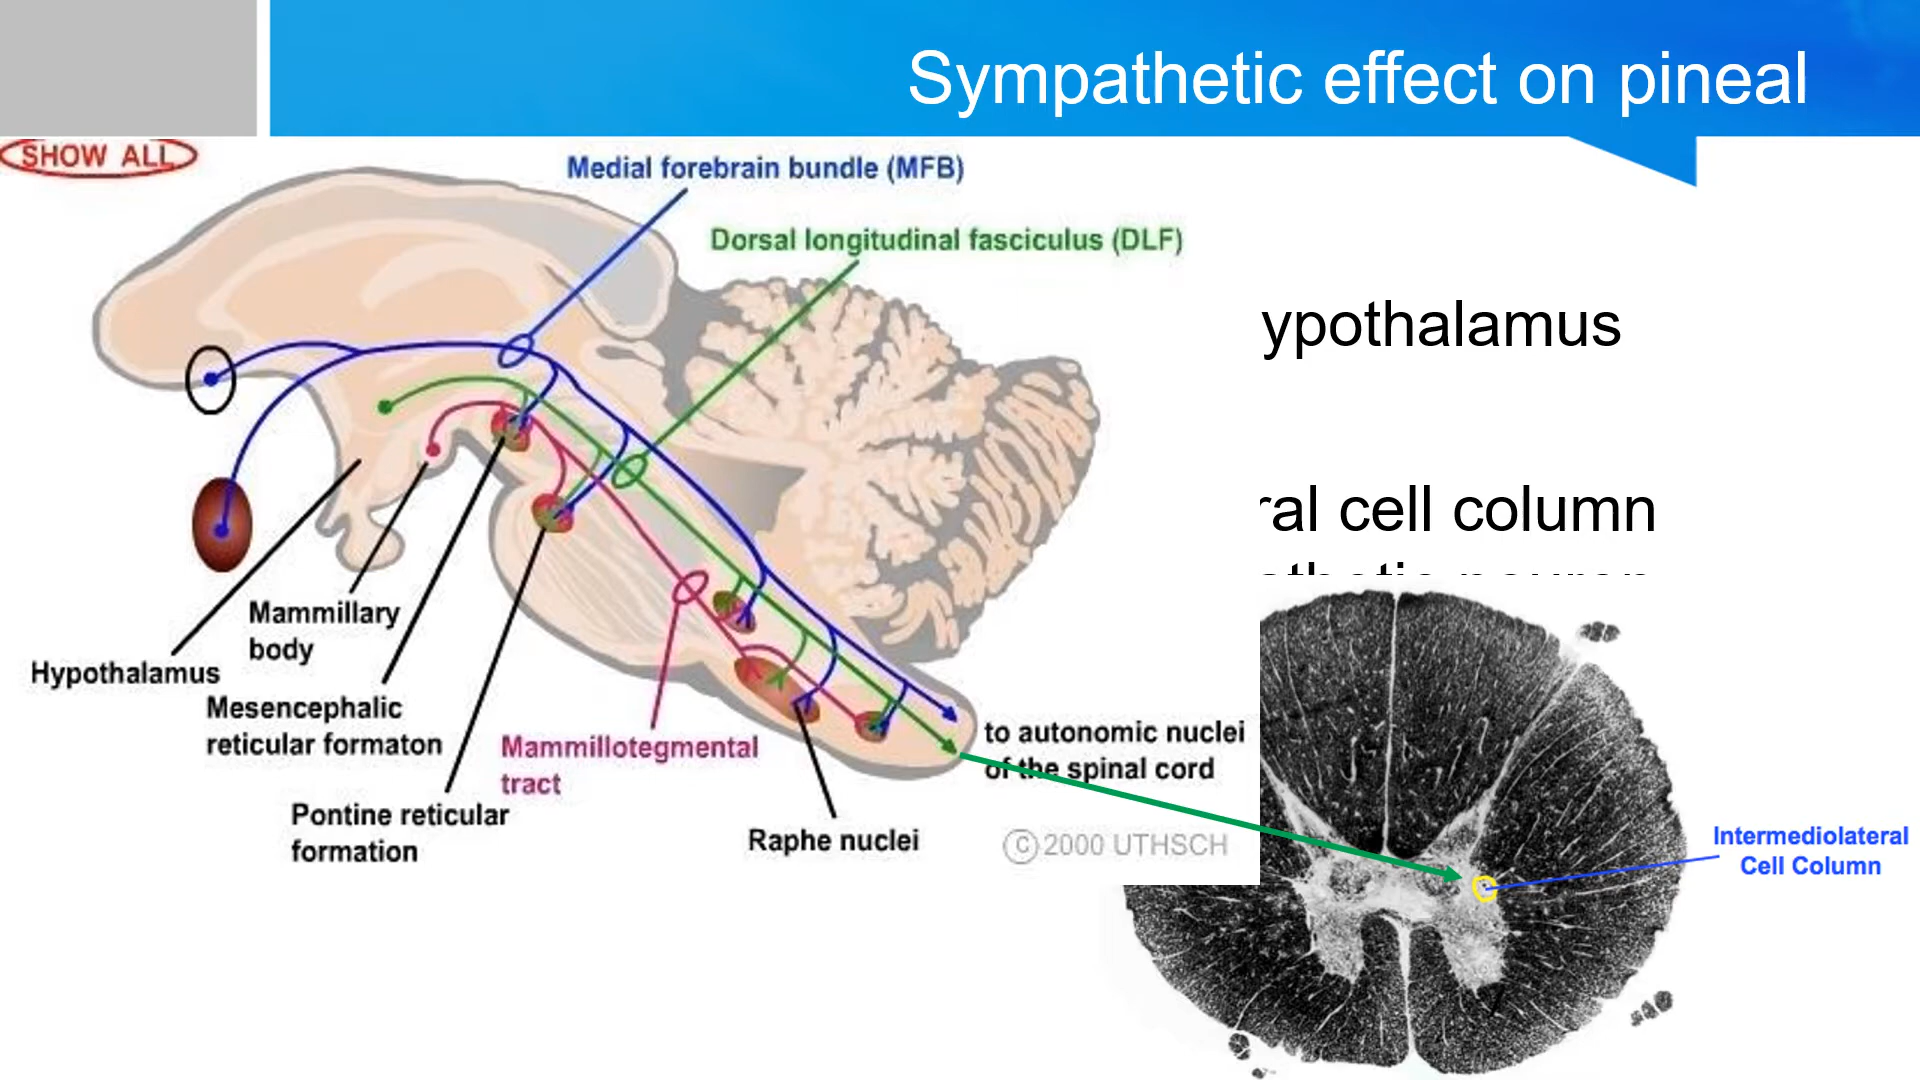 Sympathetic effect on pineal
SHOW ALL
Medial forebrain bundle (MFB)
Dorsal longitudinal fasciculus (DLF)
ypothalamus
ral cell column
Mammillary
body
Hypothalamus
Mesencephalic
reticular formaton
Mammillotegmental
tract
to autonomic nuclei
of the spinal cord
Pontine reticular
formation
Raphe nuclei
© 2000 UTHSCH
Intermediolateral
Cell Column